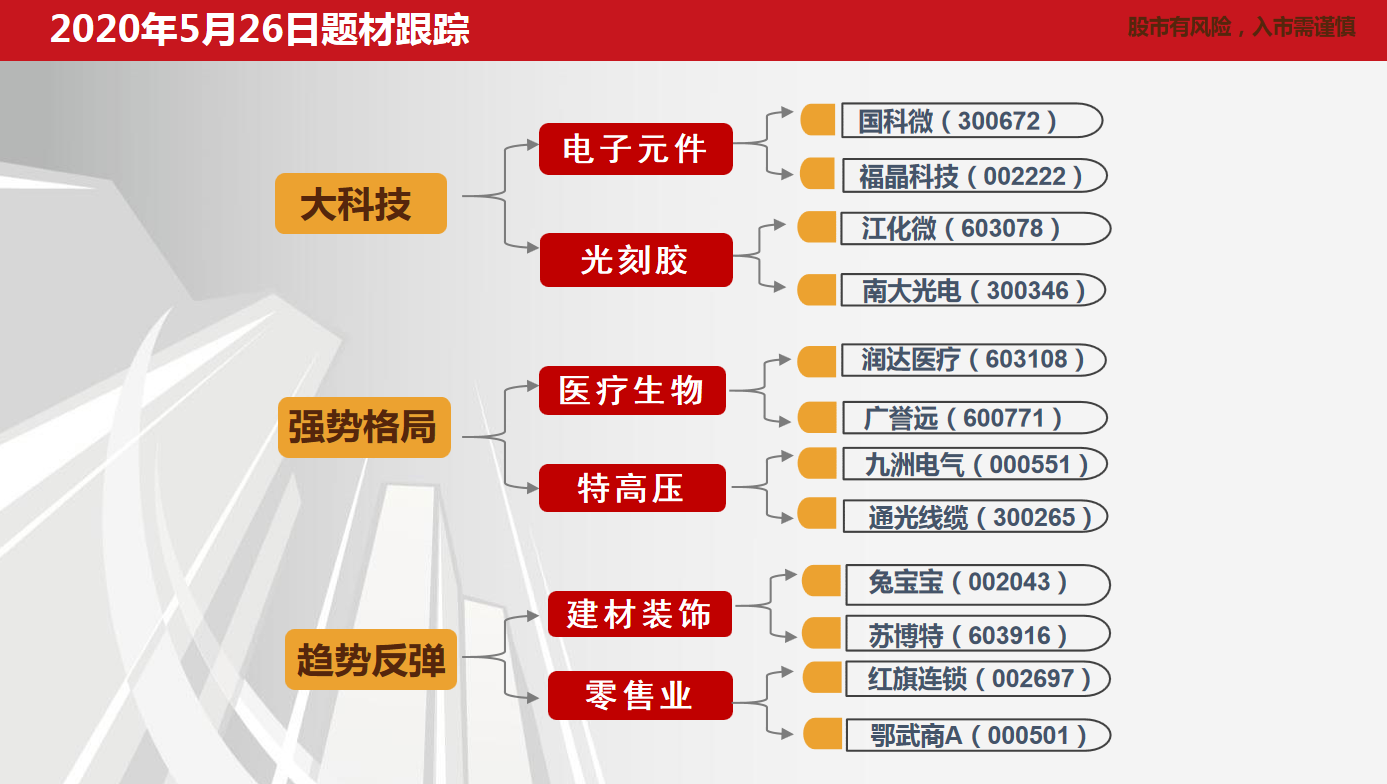 2020年5月26日题材跟踪
股市有风险，入市需谨慎
大科技
电子元件
国科微（300672）
福晶科技（002222）
光刻胶
江化微（603078）
南大光电（300346）
强势格局
医疗生物
润达医疗（603108）
广誉远（600771）
特高压
九洲电气（000551）
通光线缆（300265）
趋势反弹
建材装饰
兔宝宝（002043）
苏博特（603916）
零售业
红旗连锁（002697）
鄂武商A（000501）